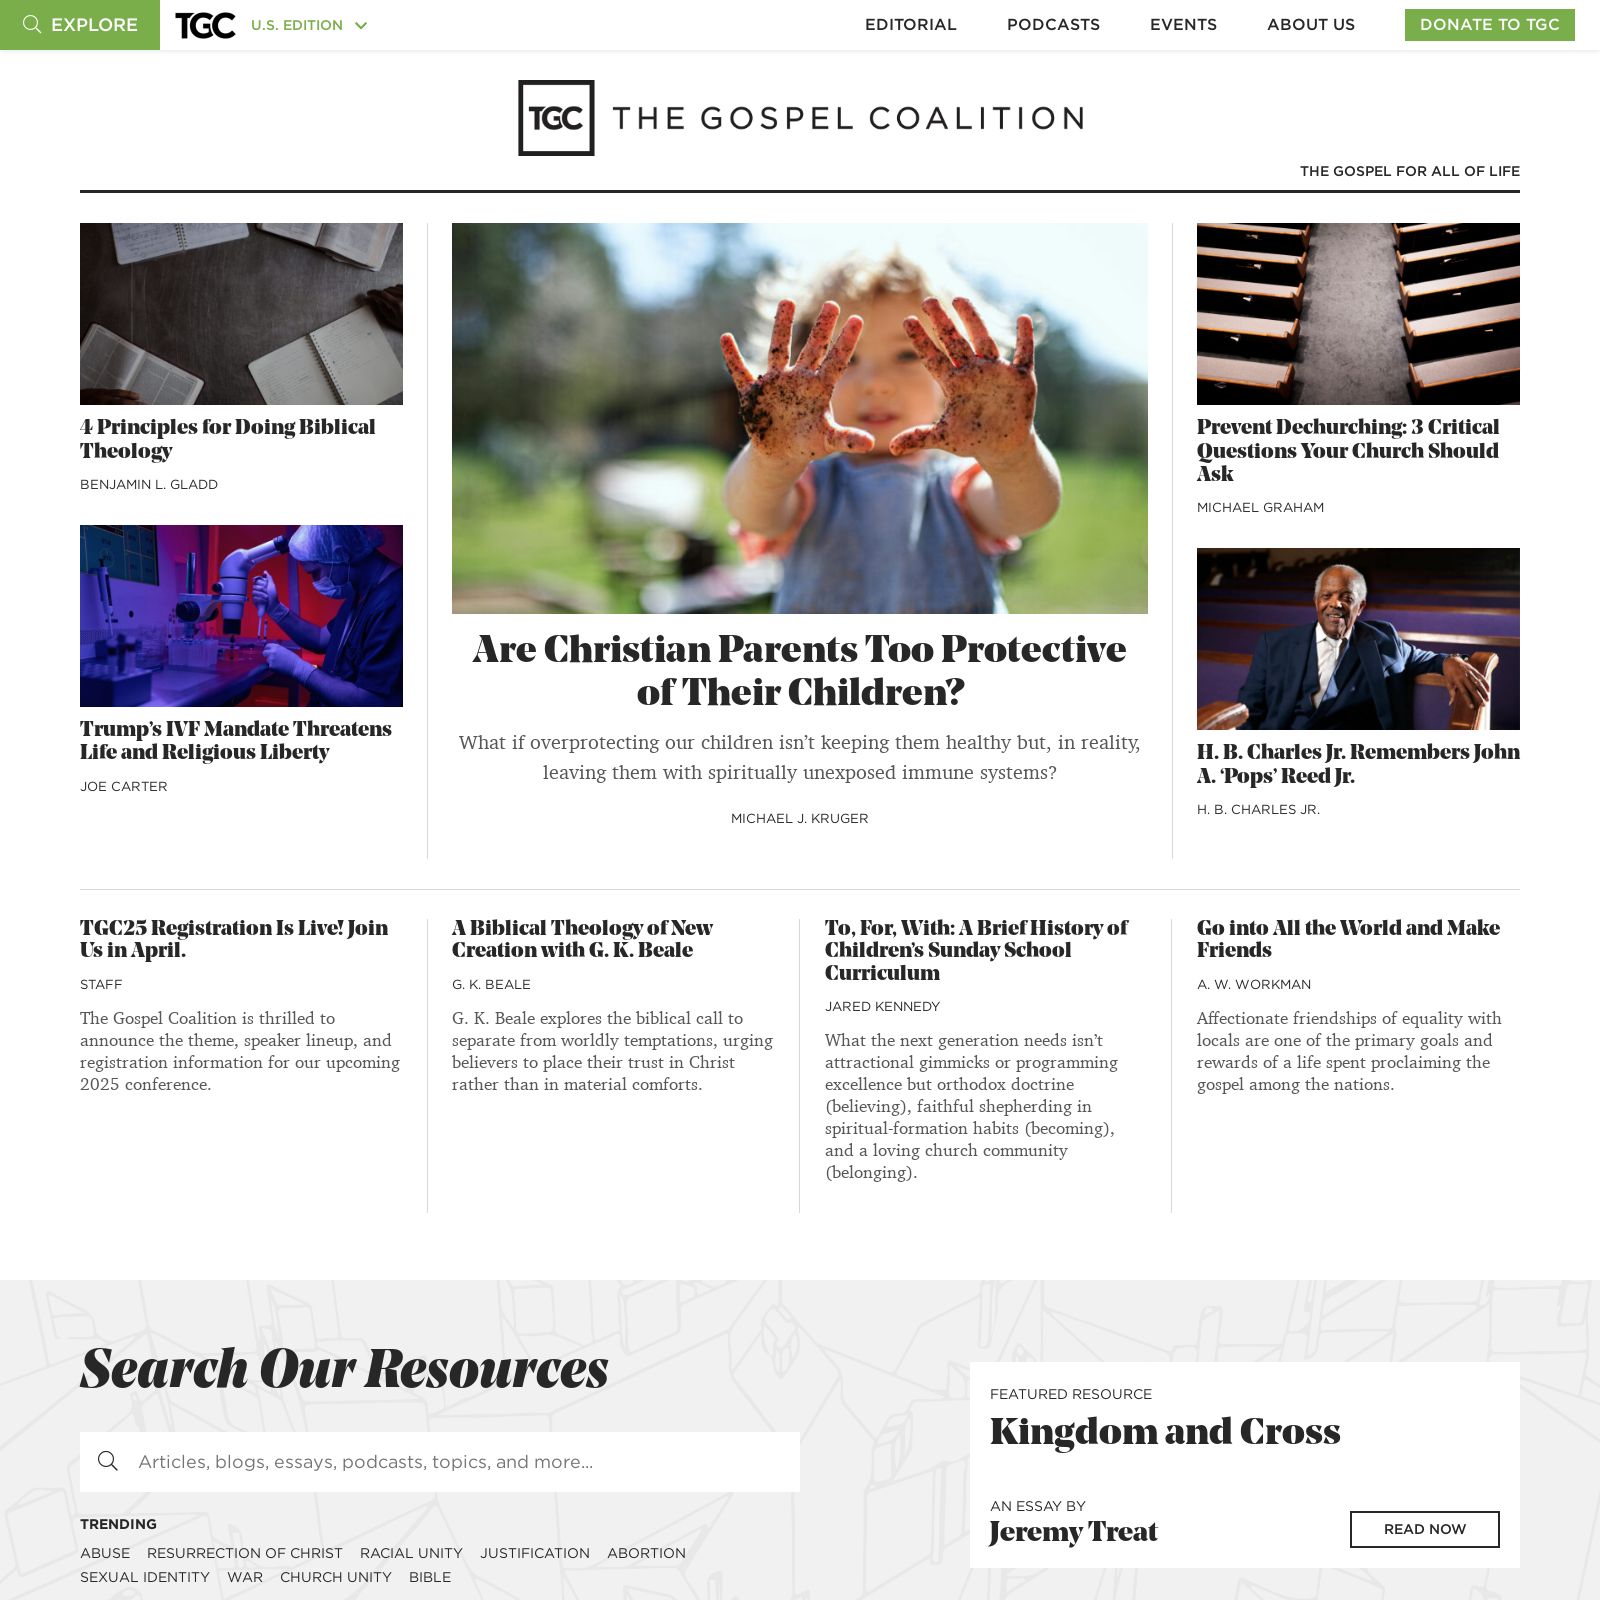 EXPLORE
TGC
U.S. EDITION
EDITORIAL
PODCASTS
EVENTS
ABOUT US
DONATE TO TGC
TGC THE GOSPEL COALITION
THE GOSPEL FOR ALL OF LIFE
4 Principles for Doing Biblical
Theology
BENJAMIN L. GLADD
Trump’s IVF Mandate Threatens
Life and Religious Liberty
JOE CARTER
Are Christian Parents Too Protective
of Their Children?
What if overprotecting our children isn’t keeping them healthy but, in reality,
leaving them with spiritually unexposed immune systems?
MICHAEL J. KRUGER
Prevent Dechurching: 3 Critical
Questions Your Church Should
Ask
MICHAEL GRAHAM
H. B. Charles Jr. Remembers John
A. ‘Pops’ Reed Jr.
H. B. CHARLES JR.
TGC25 Registration Is Live! Join
Us in April.
STAFF
The Gospel Coalition is thrilled to
announce the theme, speaker lineup, and
registration information for our upcoming
2025 conference.
A Biblical Theology of New
Creation with G. K. Beale
G. K. BEALE
G. K. Beale explores the biblical call to
separate from worldly temptations, urging
believers to place their trust in Christ
rather than in material comforts.
To, For, With: A Brief History of
Children’s Sunday School
Curriculum
JARED KENNEDY
What the next generation needs isn’t
attractional gimmicks or programming
excellence but orthodox doctrine
(believing), faithful shepherding in
spiritual-formation habits (becoming),
and a loving church community
(belonging).
Go into All the World and Make
Friends
A. W. WORKMAN
Affectionate friendships of equality with
locals are one of the primary goals and
rewards of a life spent proclaiming the
gospel among the nations.
Search Our Resources
Articles, blogs, essays, podcasts, topics, and more...
TRENDING
ABUSE RESURRECTION OF CHRIST RACIAL UNITY JUSTIFICATION ABORTION
SEXUAL IDENTITY WAR CHURCH UNITY BIBLE
FEATURED RESOURCE
Kingdom and Cross
AN ESSAY BY
Jeremy Treat
READ NOW